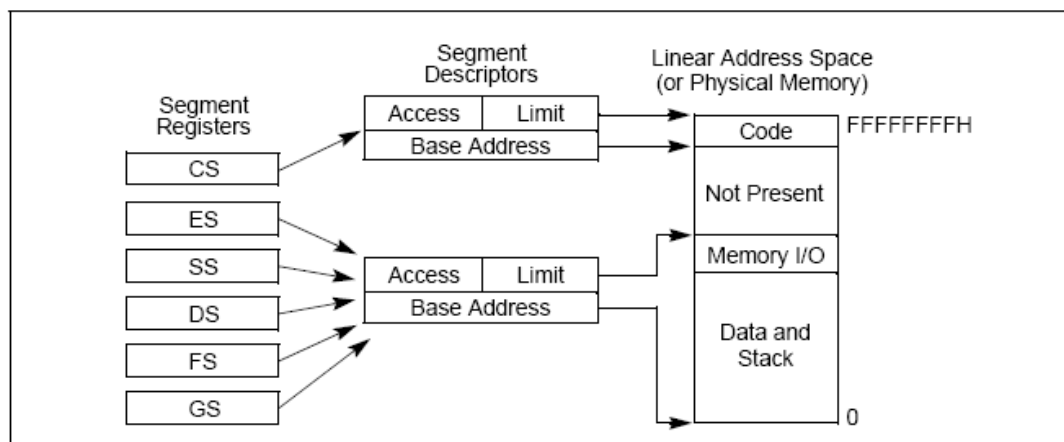 Segment
Registers
CS
ES
SS
DS
FS
GS
Segment
Descriptors
Access Limit
Base Address
Access Limit
Base Address
Linear Address Space
(or Physical Memory)
Code
FFFFFFFFH
Not Present
Memory I/O
Data and
Stack
0